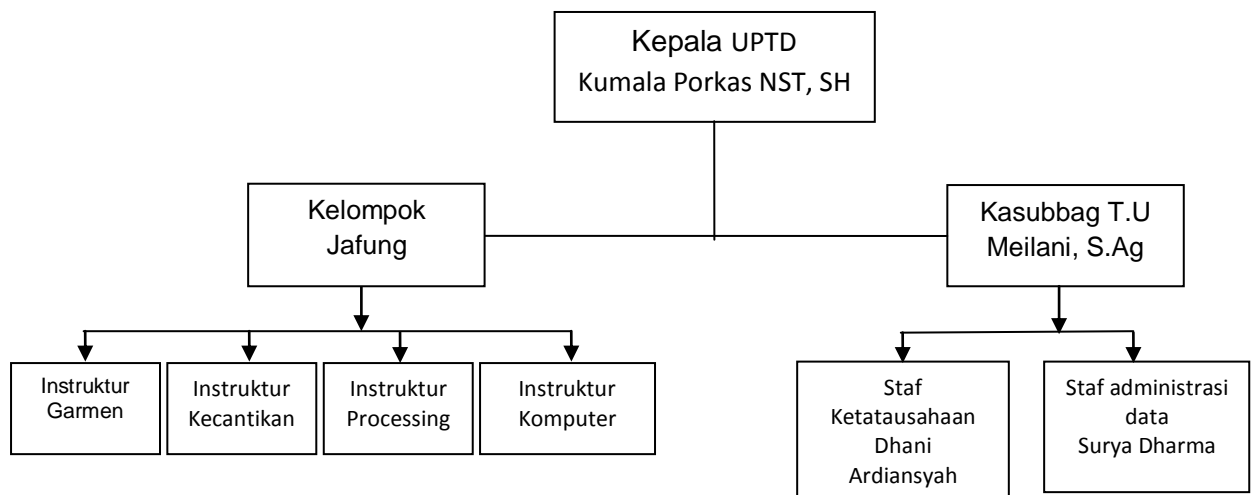 Kepala UPTD
Kumala Porkas NST, SH
Kelompok
Jafung
Kasubbag T.U
Meilani, S.Ag
Instruktur
Garmen
Instruktur
Kecantikan
Instruktur
Processing
Instruktur
Komputer
Staf
Ketatausahaan
Dhani
Ardiansyah
Staf administrasi
data
Surya Dharma